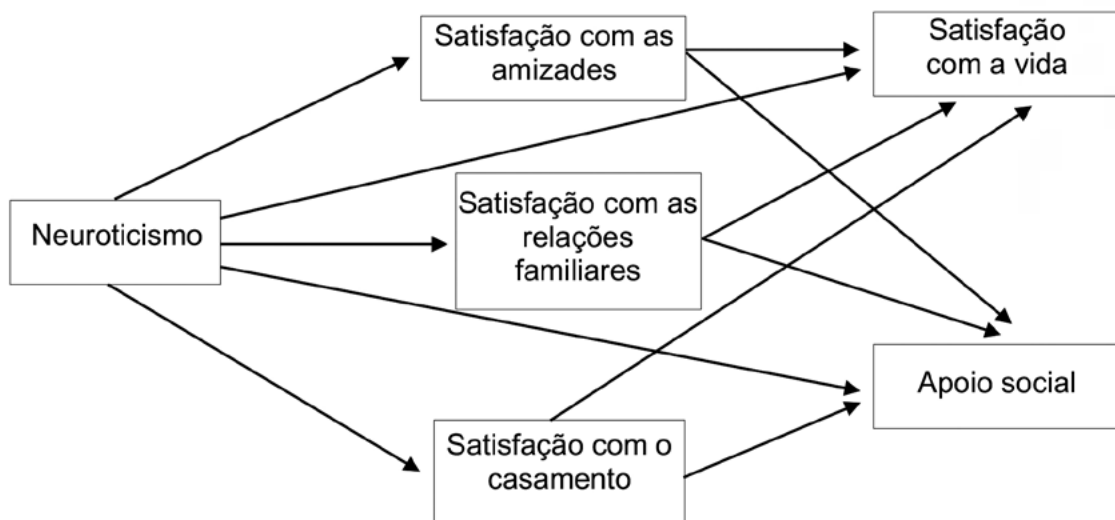 Satisfação com as
amizades
Satisfação
com a vida
Neuroticismo
Satisfação com as
relações
familiares
Apoio social
Satisfação com o
casamento